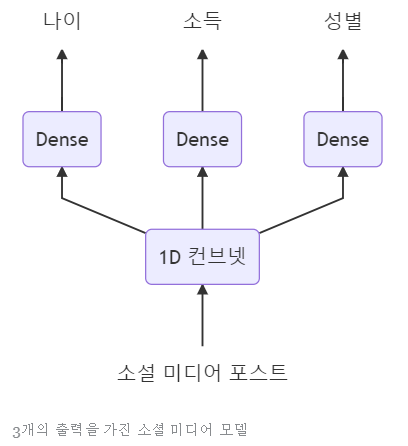 나이 소득 성별
Dense Dense Dense
1D 컨브넷
소설 미디어 포스트
3개의 출력을 가진 소셜 미디어 모델